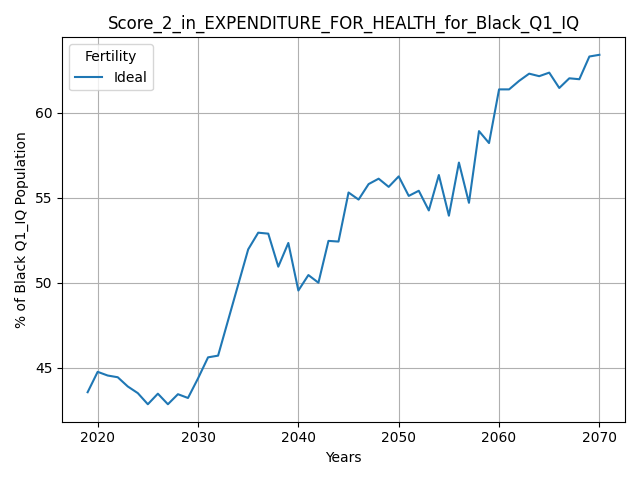 Score_2_in_EXPENDITURE_FOR_HEALTH_for_Black_Q1_IQ
Fertility
Ideal
% of Black Q1_IQ Population
60
55
50
45
2020 2030 2040 2050 2060 2070
Years